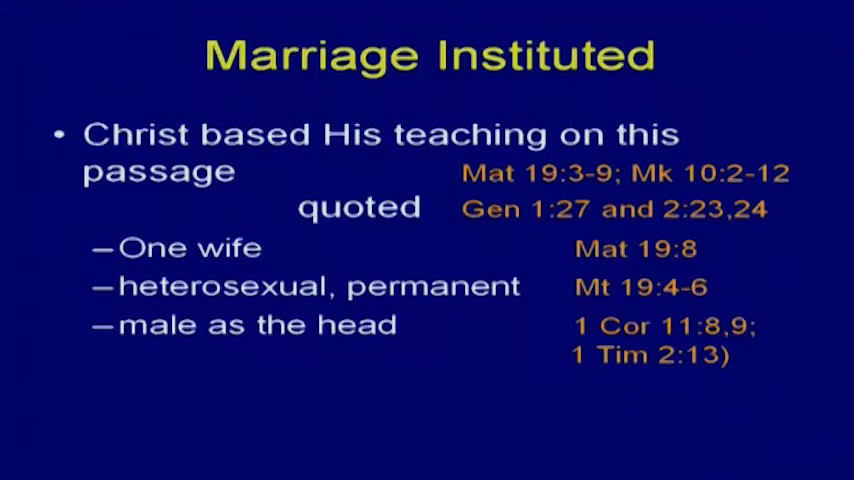 Marriage Instituted
• Christ based His teaching on this
passage Mat 19:3-9; Mk 10:2-12
quoted Gen 1:27 and 2:23,24
–One wife Mat 19:8
–heterosexual, permanent Mt 19:4-6
–male as the head 1 Cor 11:8,9;
1 Tim 2:13)